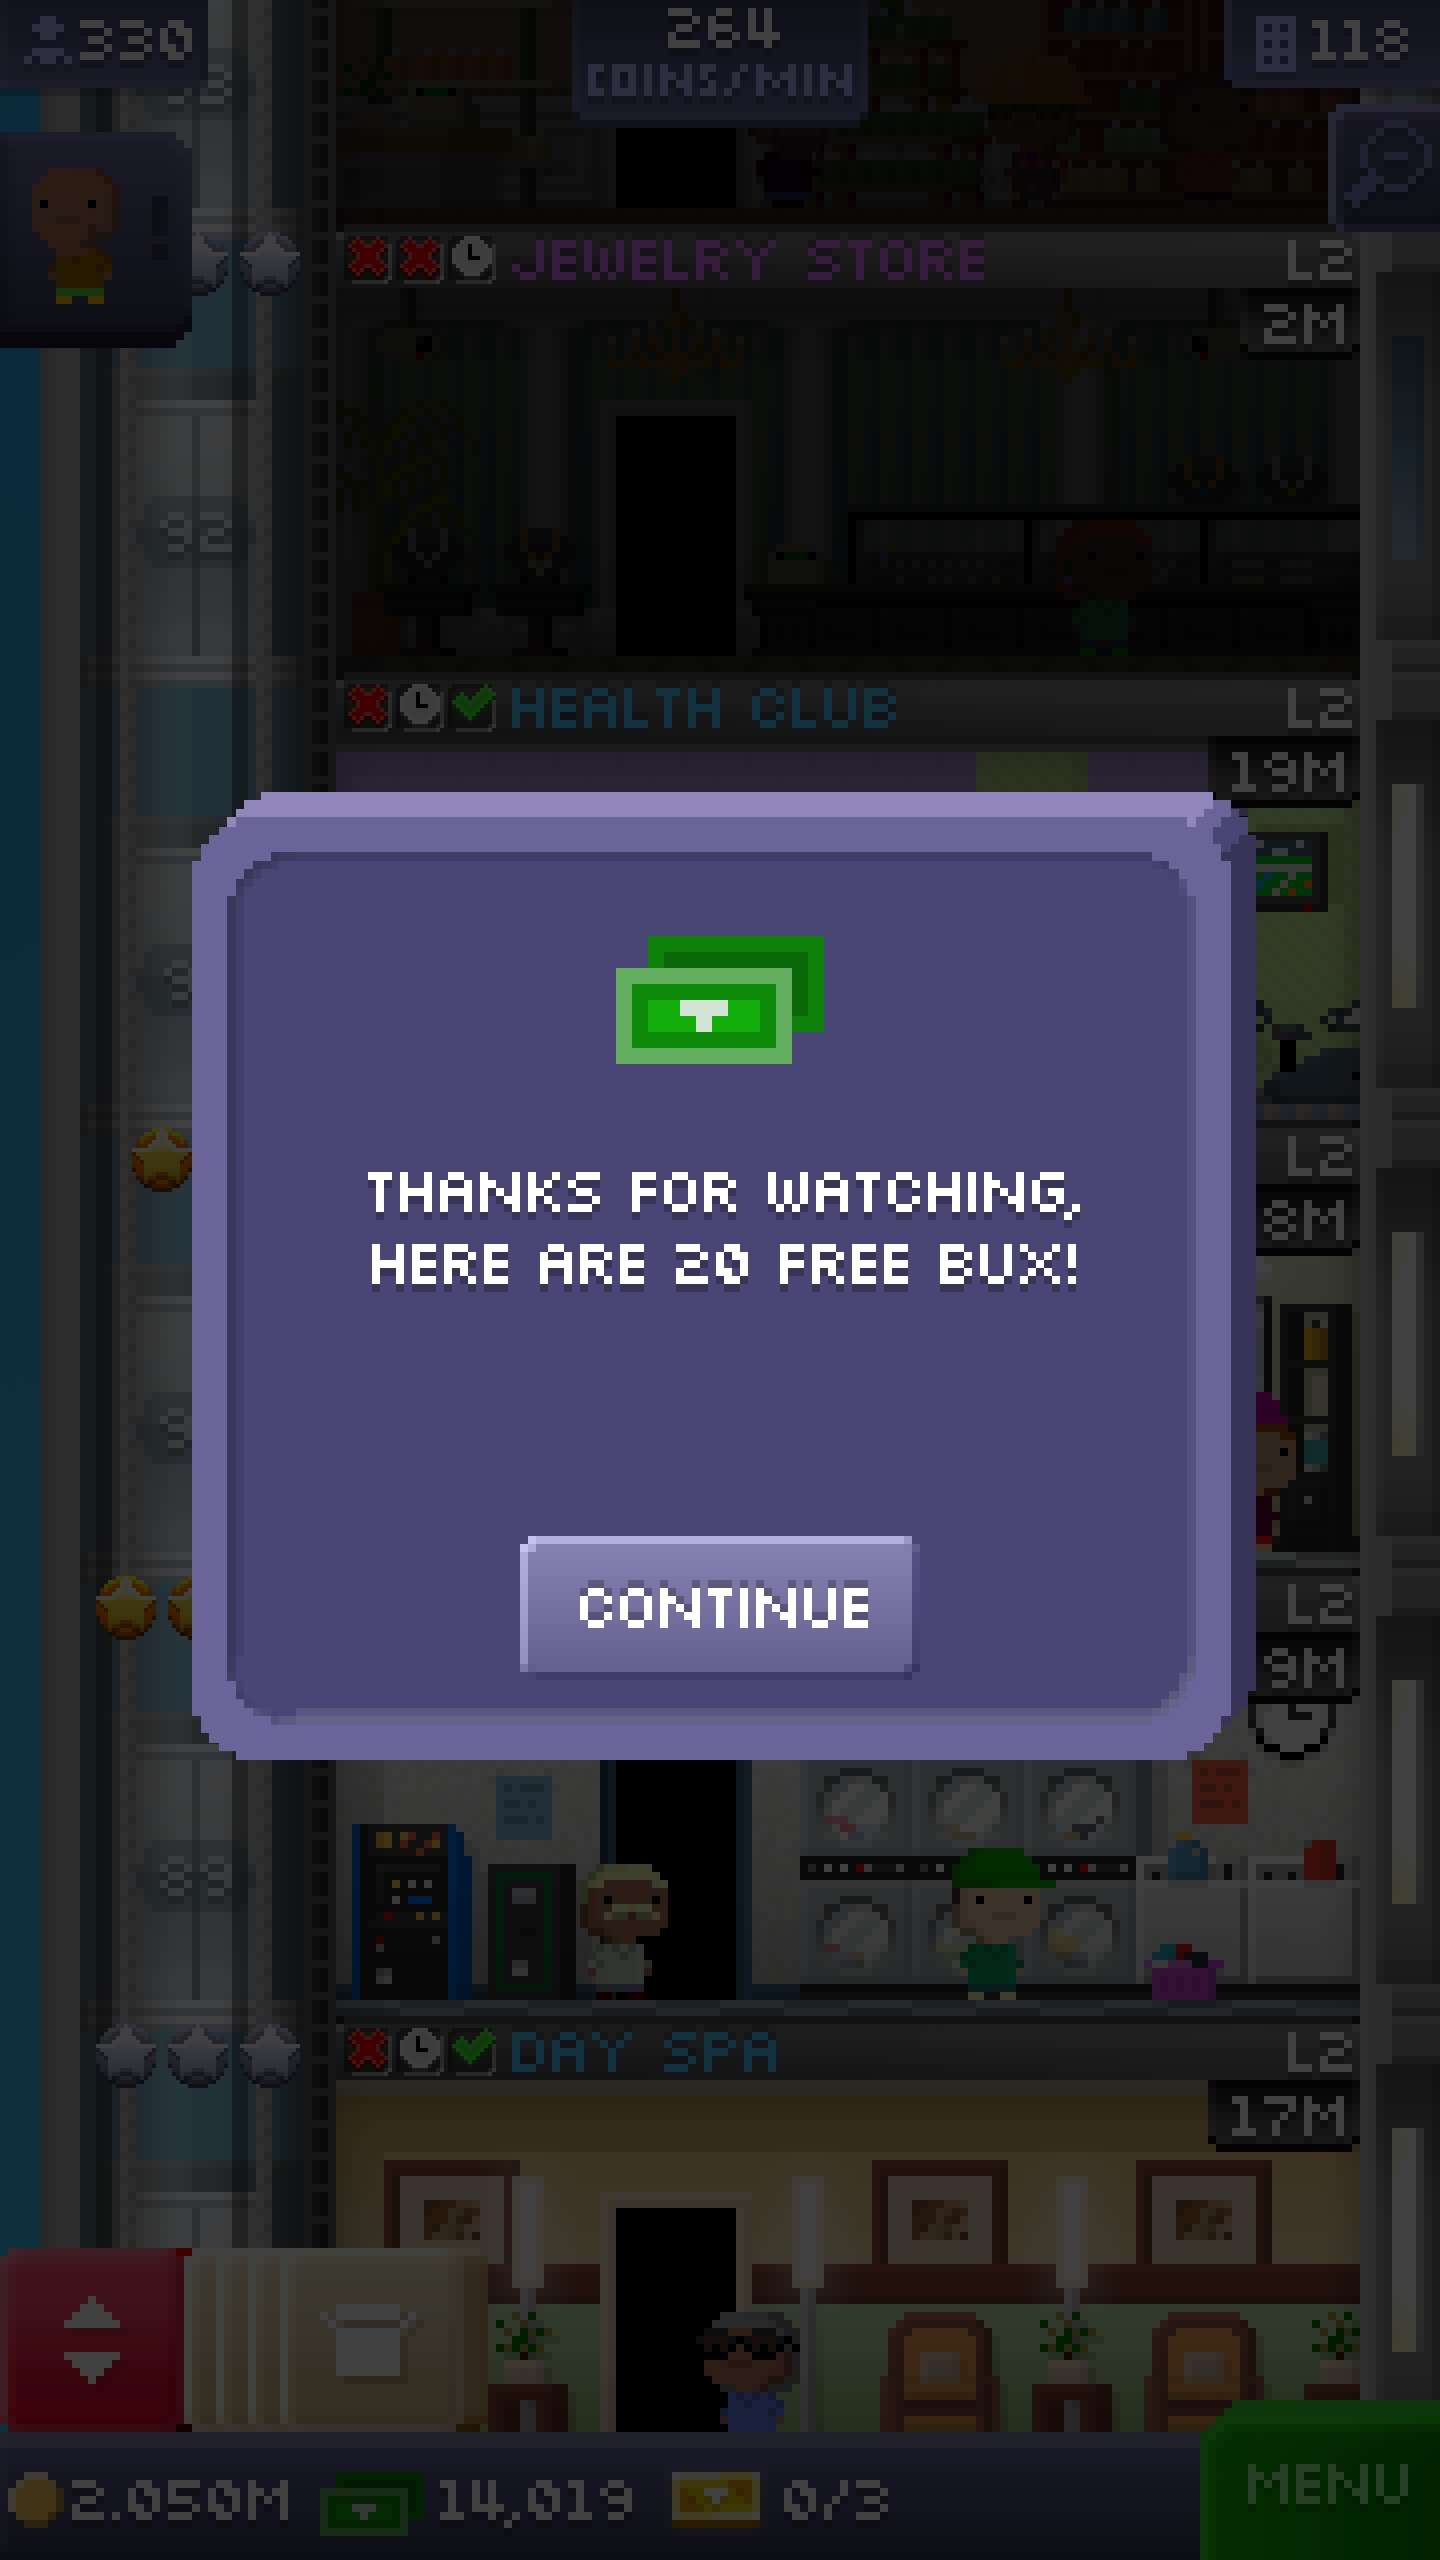 330
264
COINS/MIN
118
JEWELRY STORE
L2
2M
92
HEALTH CLUB
L2
19M
THANKS FOR WATCHING,
HERE ARE 20 FREE BUX!
L2
8M
CONTINUE
L2
9M
DAY SPA
L2
17M
2.050M
14,019
0/3
MENU